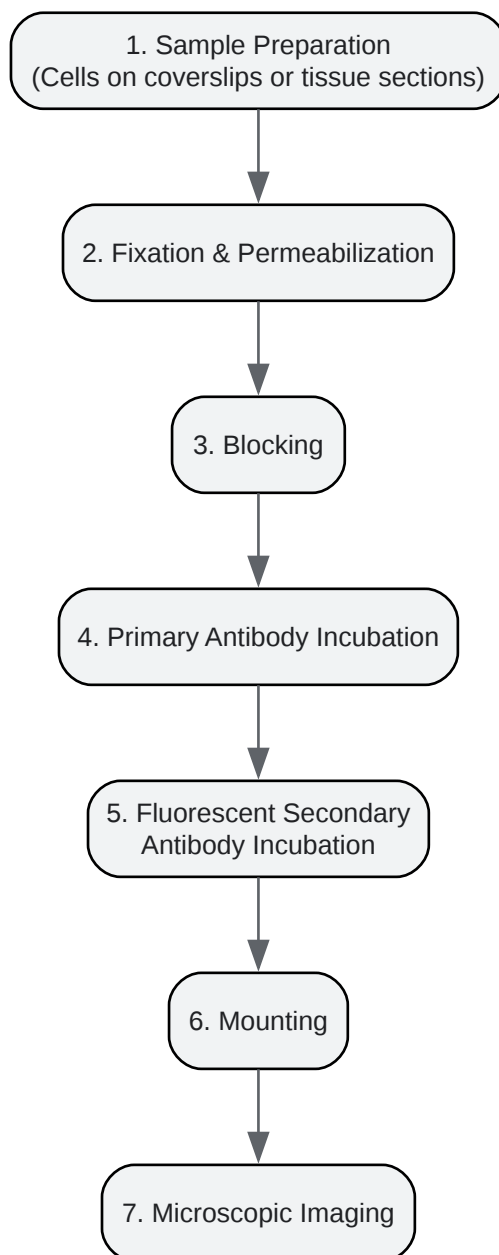 1. Sample Preparation
(Cells on coverslips or tissue sections)
2. Fixation & Permeabilization
3. Blocking
4. Primary Antibody Incubation
5. Fluorescent Secondary
Antibody Incubation
6. Mounting
7. Microscopic Imaging